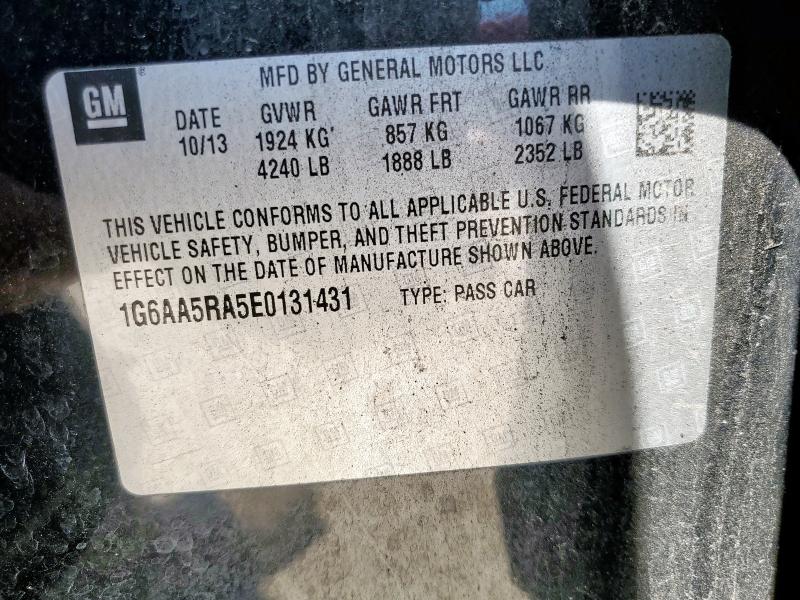 GM
MFD BY GENERAL MOTORS LLC
DATE GVWR GAWR FRT GAWR RR
10/13 1924 KG 857 KG 1067 KG
4240 LB 1888 LB 2352 LB
THIS VEHICLE CONFORMS TO ALL APPLICABLE U.S. FEDERAL MOTOR
VEHICLE SAFETY, BUMPER, AND THEFT PREVENTION STANDARDS IN
EFFECT ON THE DATE OF MANUFACTURE SHOWN ABOVE.
1G6AA5RA5E0131431 TYPE: PASS CAR